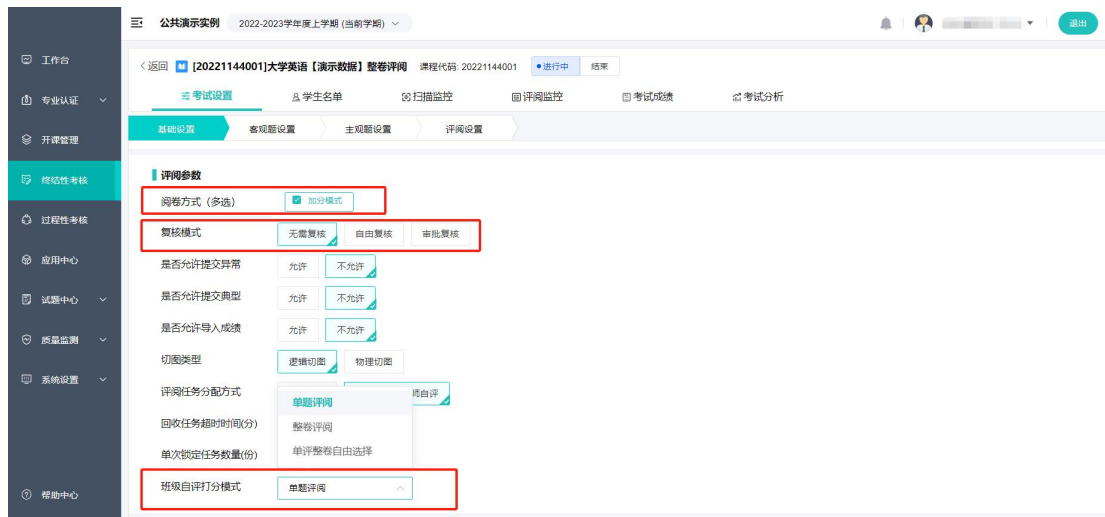 公共演示实例 2022-2023学年度上学期 (当前学期)
退出
工作台
专业认证
开课管理
终结性考核
过程性考核
应用中心
试题中心
质量监测
系统设置
帮助中心
返回 [20221144001]大学英语【演示数据】整卷评阅 课程代码: 20221144001 进行中 结束
考试设置 学生名单 扫描监控 评阅监控 考试成绩 考试分析
基础设置 客观题设置 主观题设置 评阅设置
评阅参数
阅卷方式（多选） 加分模式
复核模式 无需复核 自由复核 审批复核
是否允许提交异常 允许 不允许
是否允许提交典型 允许 不允许
是否允许导入成绩 允许 不允许
切图类型 逻辑切图 物理切图
评阅任务分配方式 师自评
单题评阅
回收任务超时时间(分) 整卷评阅
单次锁定任务数量(份) 单评整卷自由选择
班级自评打分模式 单题评阅